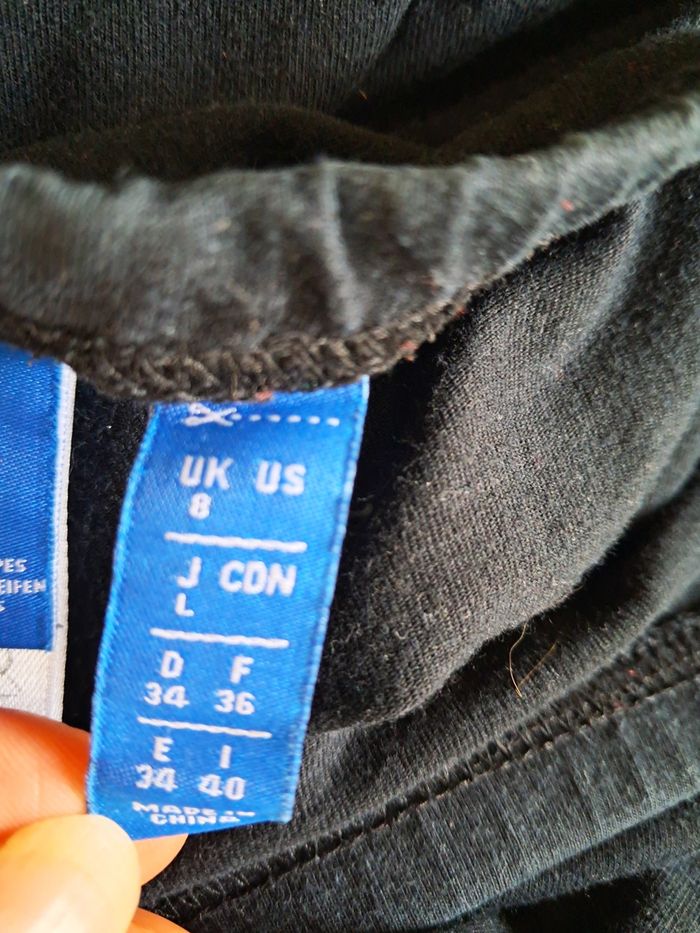 UK US
8
J CDN
L
D F
34 36
E I
34 40
MADE IN
CHINA
PES
EIFEN